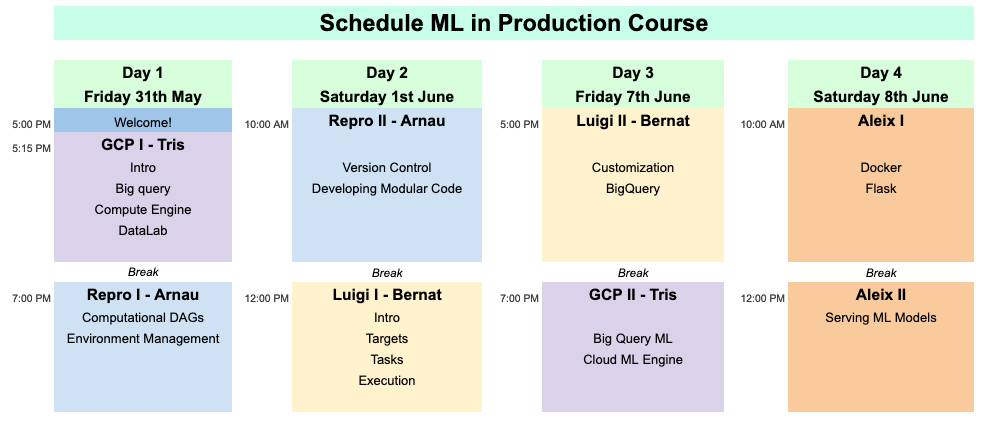 Schedule ML in Production Course
Day 1
Friday 31th May
5:00 PM
Welcome!
5:15 PM
GCP I - Tris
Intro
Big query
Compute Engine
DataLab
Break
7:00 PM
Repro I - Arnau
Computational DAGs
Environment Management
Day 2
Saturday 1st June
10:00 AM
Repro II - Arnau
Version Control
Developing Modular Code
Break
12:00 PM
Luigi I - Bernat
Intro
Targets
Tasks
Execution
Day 3
Friday 7th June
5:00 PM
Luigi II - Bernat
Customization
BigQuery
Break
7:00 PM
GCP II - Tris
Big Query ML
Cloud ML Engine
Day 4
Saturday 8th June
10:00 AM
Aleix I
Docker
Flask
Break
12:00 PM
Aleix II
Serving ML Models